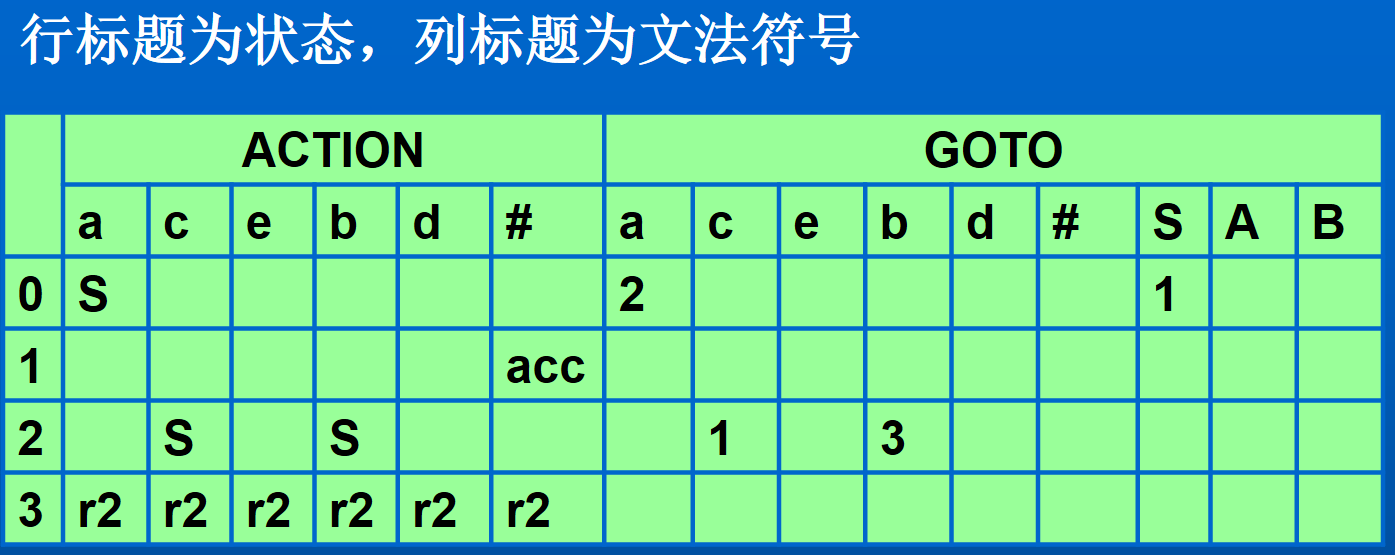 行标题为状态，列标题为文法符号
ACTION GOTO
a c e b d # a c e b d # S A B
0 S 2 1
1 acc
2 S S 1 3
3 r2 r2 r2 r2 r2 r2